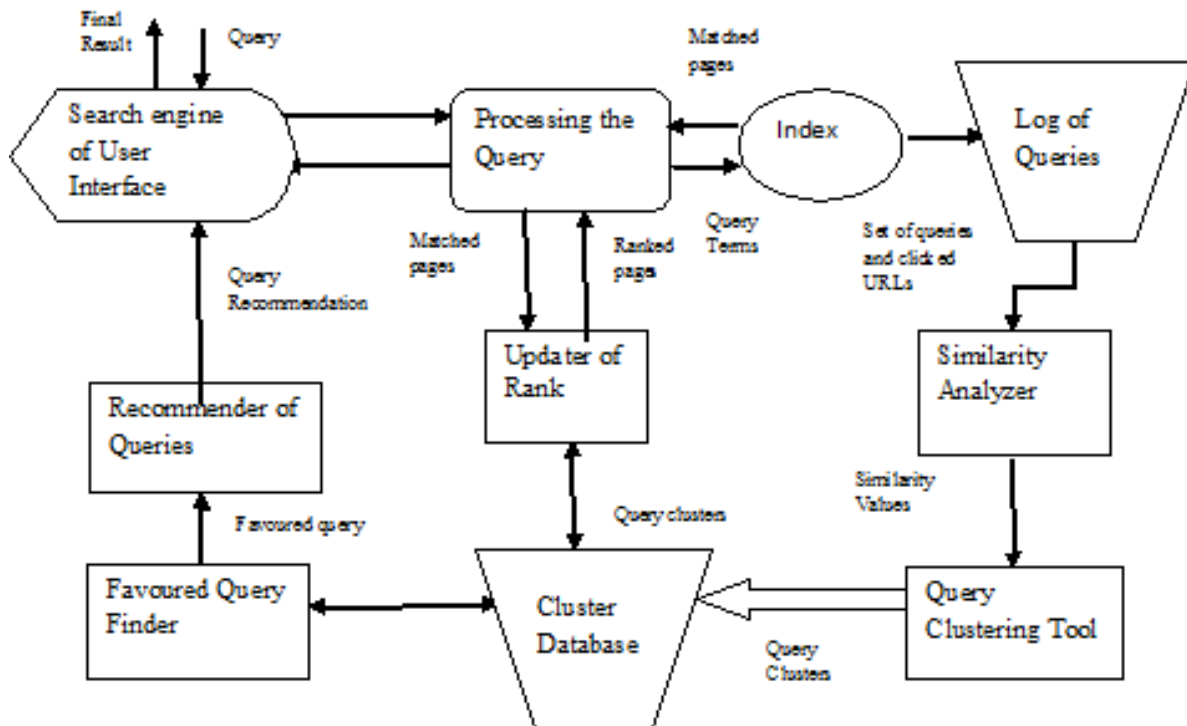 Final
Result
Query
Matched
pages
Search engine
of User
Interface
Processing the
Query
Index
Log of
Queries
Matched
pages
Ranked
pages
Query
Terms
Set of queries
and clicked
URLs
Query
Recommendation
Updater of
Rank
Similarity
Analyzer
Recommender of
Queries
Similarity
Values
Query clusters
Favoured query
Favoured Query
Finder
Cluster
Database
Query
Clustering Tool
Query
Clusters